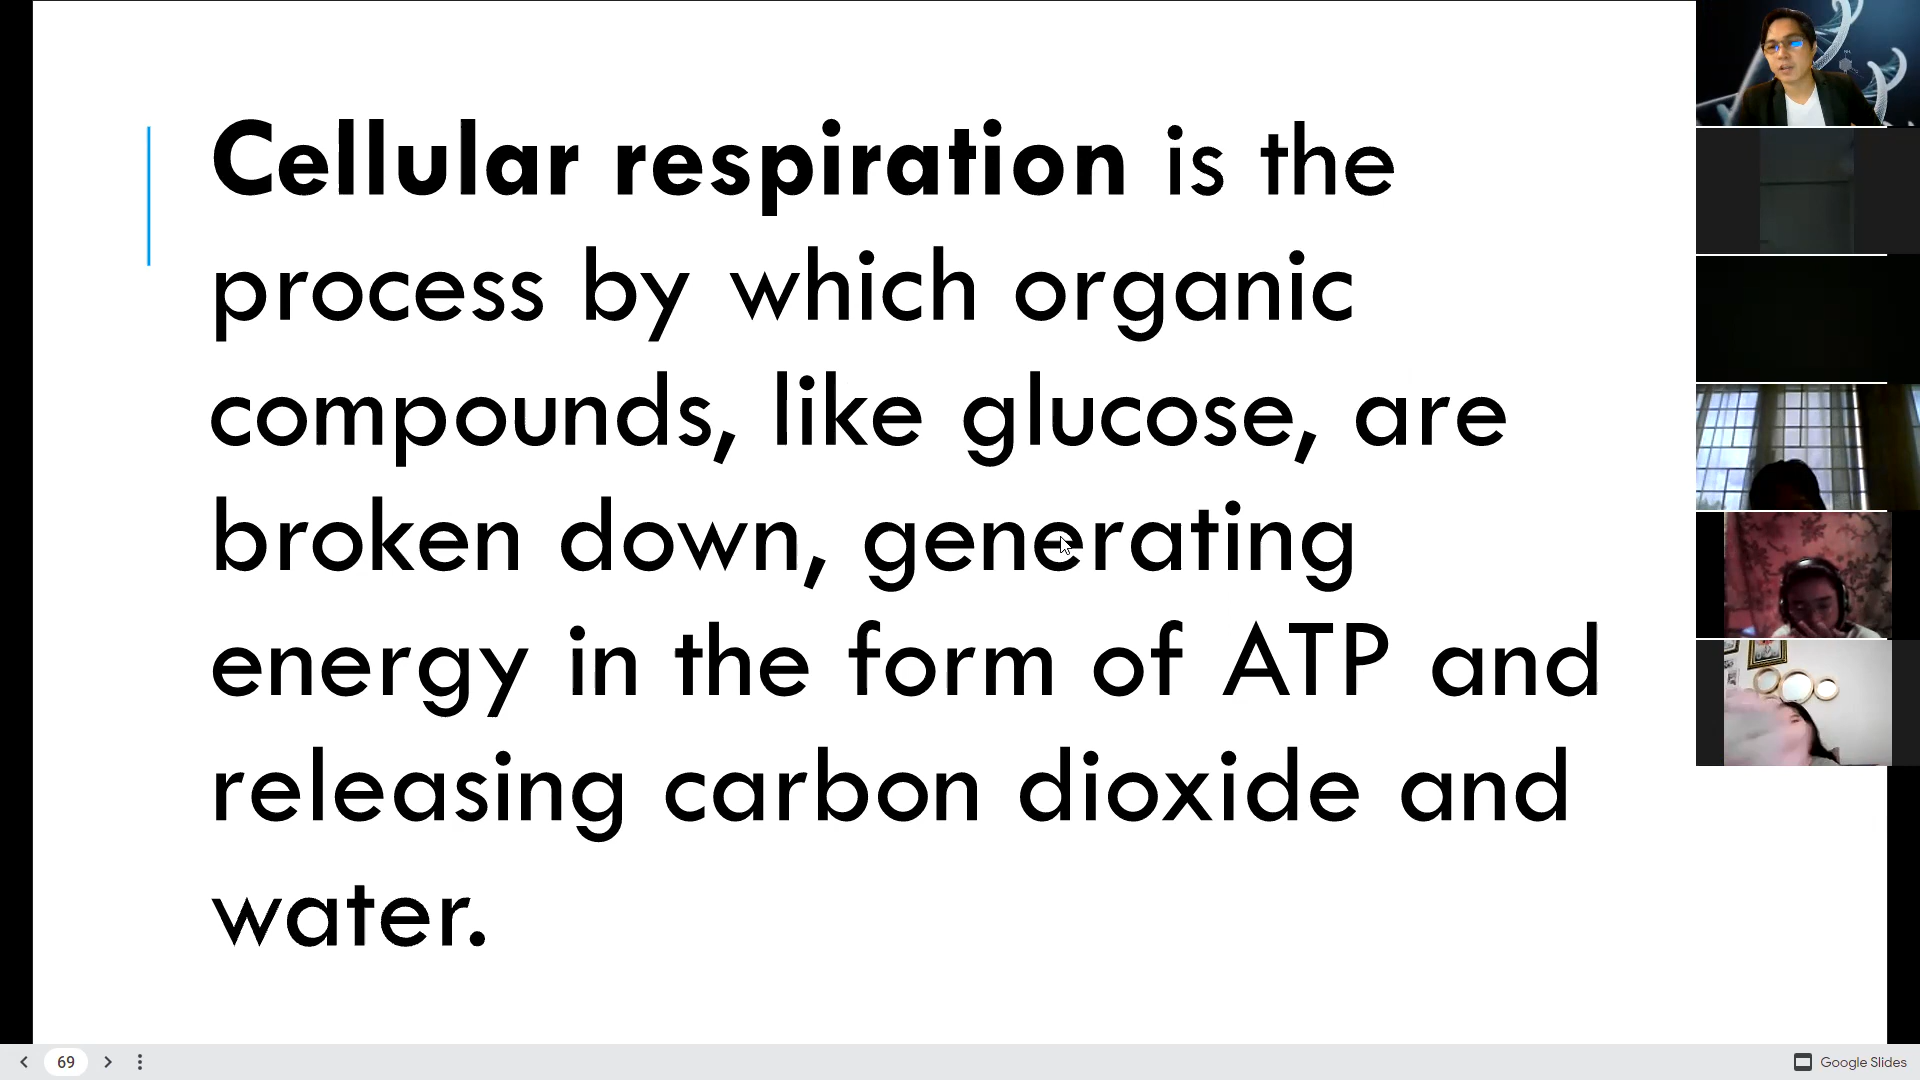 Cellular respiration is the
process by which organic
compounds, like glucose, are
broken down, generating
energy in the form of ATP and
releasing carbon dioxide and
water.
69
Google Slides